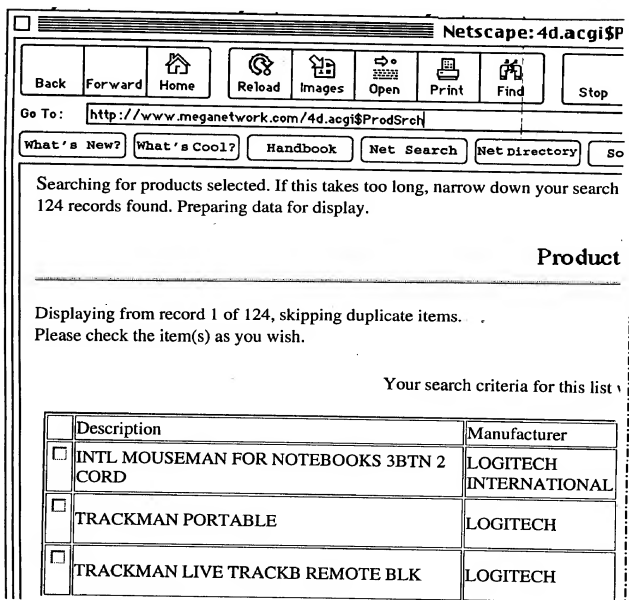 Netscape: 4d.acgi$P
Back Forward Home Reload Images Open Print Find Stop
Go To: http://www.meganetwork.com/4d.acgi$ProdSrch
What's New? What's Cool? Handbook Net Search Net Directory So
Searching for products selected. If this takes too long, narrow down your search
124 records found. Preparing data for display.
Product
Displaying from record 1 of 124, skipping duplicate items.
Please check the item(s) as you wish.
Your search criteria for this list
Description Manufacturer
INTL MOUSEMAN FOR NOTEBOOKS 3BTN 2 LOGITECH
CORD INTERNATIONAL
TRACKMAN PORTABLE LOGITECH
TRACKMAN LIVE TRACKB REMOTE BLK LOGITECH